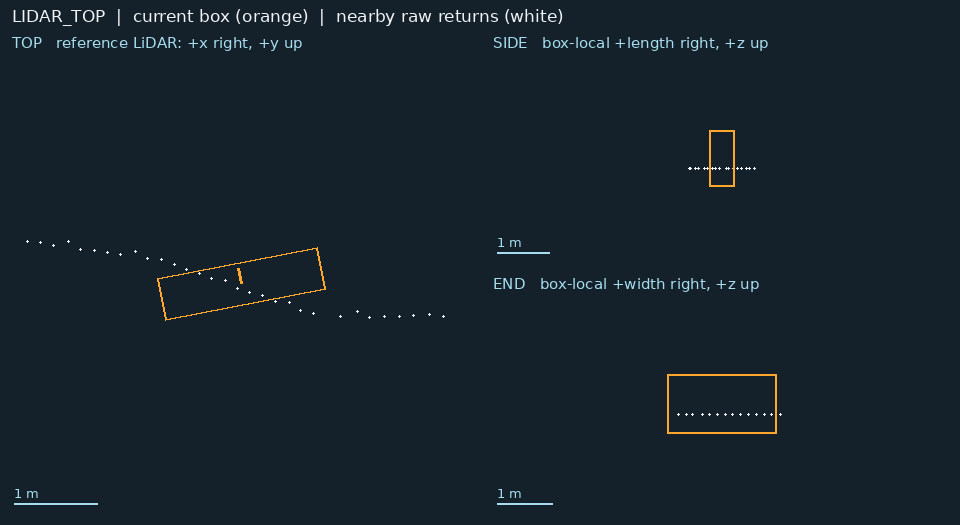 LIDAR_TOP | current box (orange) | nearby raw returns (white)
TOP reference LiDAR: +x right, +y up
SIDE box-local +length right, +z up
1 m
END box-local +width right, +z up
1 m
1 m